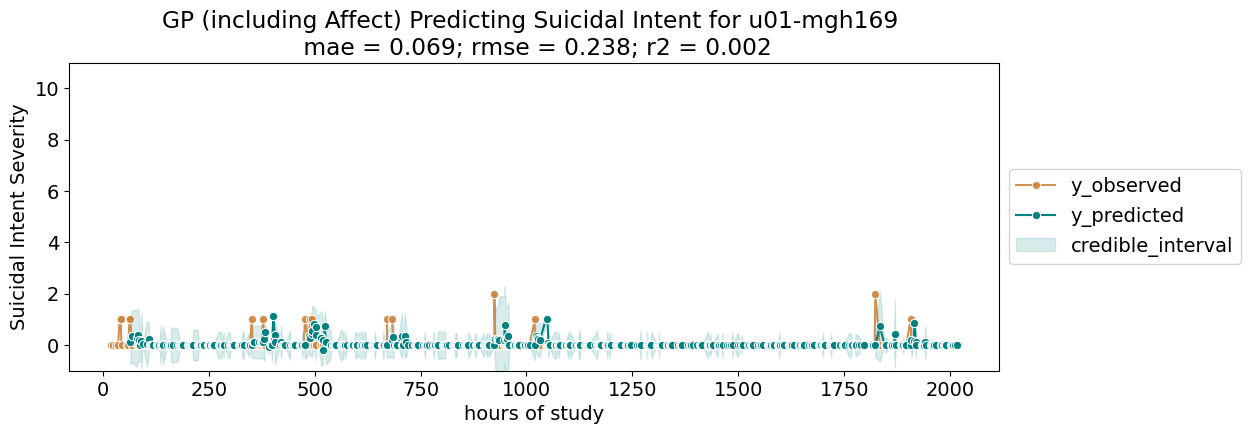 GP (including Affect) Predicting Suicidal Intent for u01-mgh169
mae = 0.069; rmse = 0.238; r2 = 0.002
Suicidal Intent Severity
10
8
6
4
2
0
0
250
500
750
1000
1250
1500
1750
2000
hours of study
y_observed
y_predicted
credible_interval